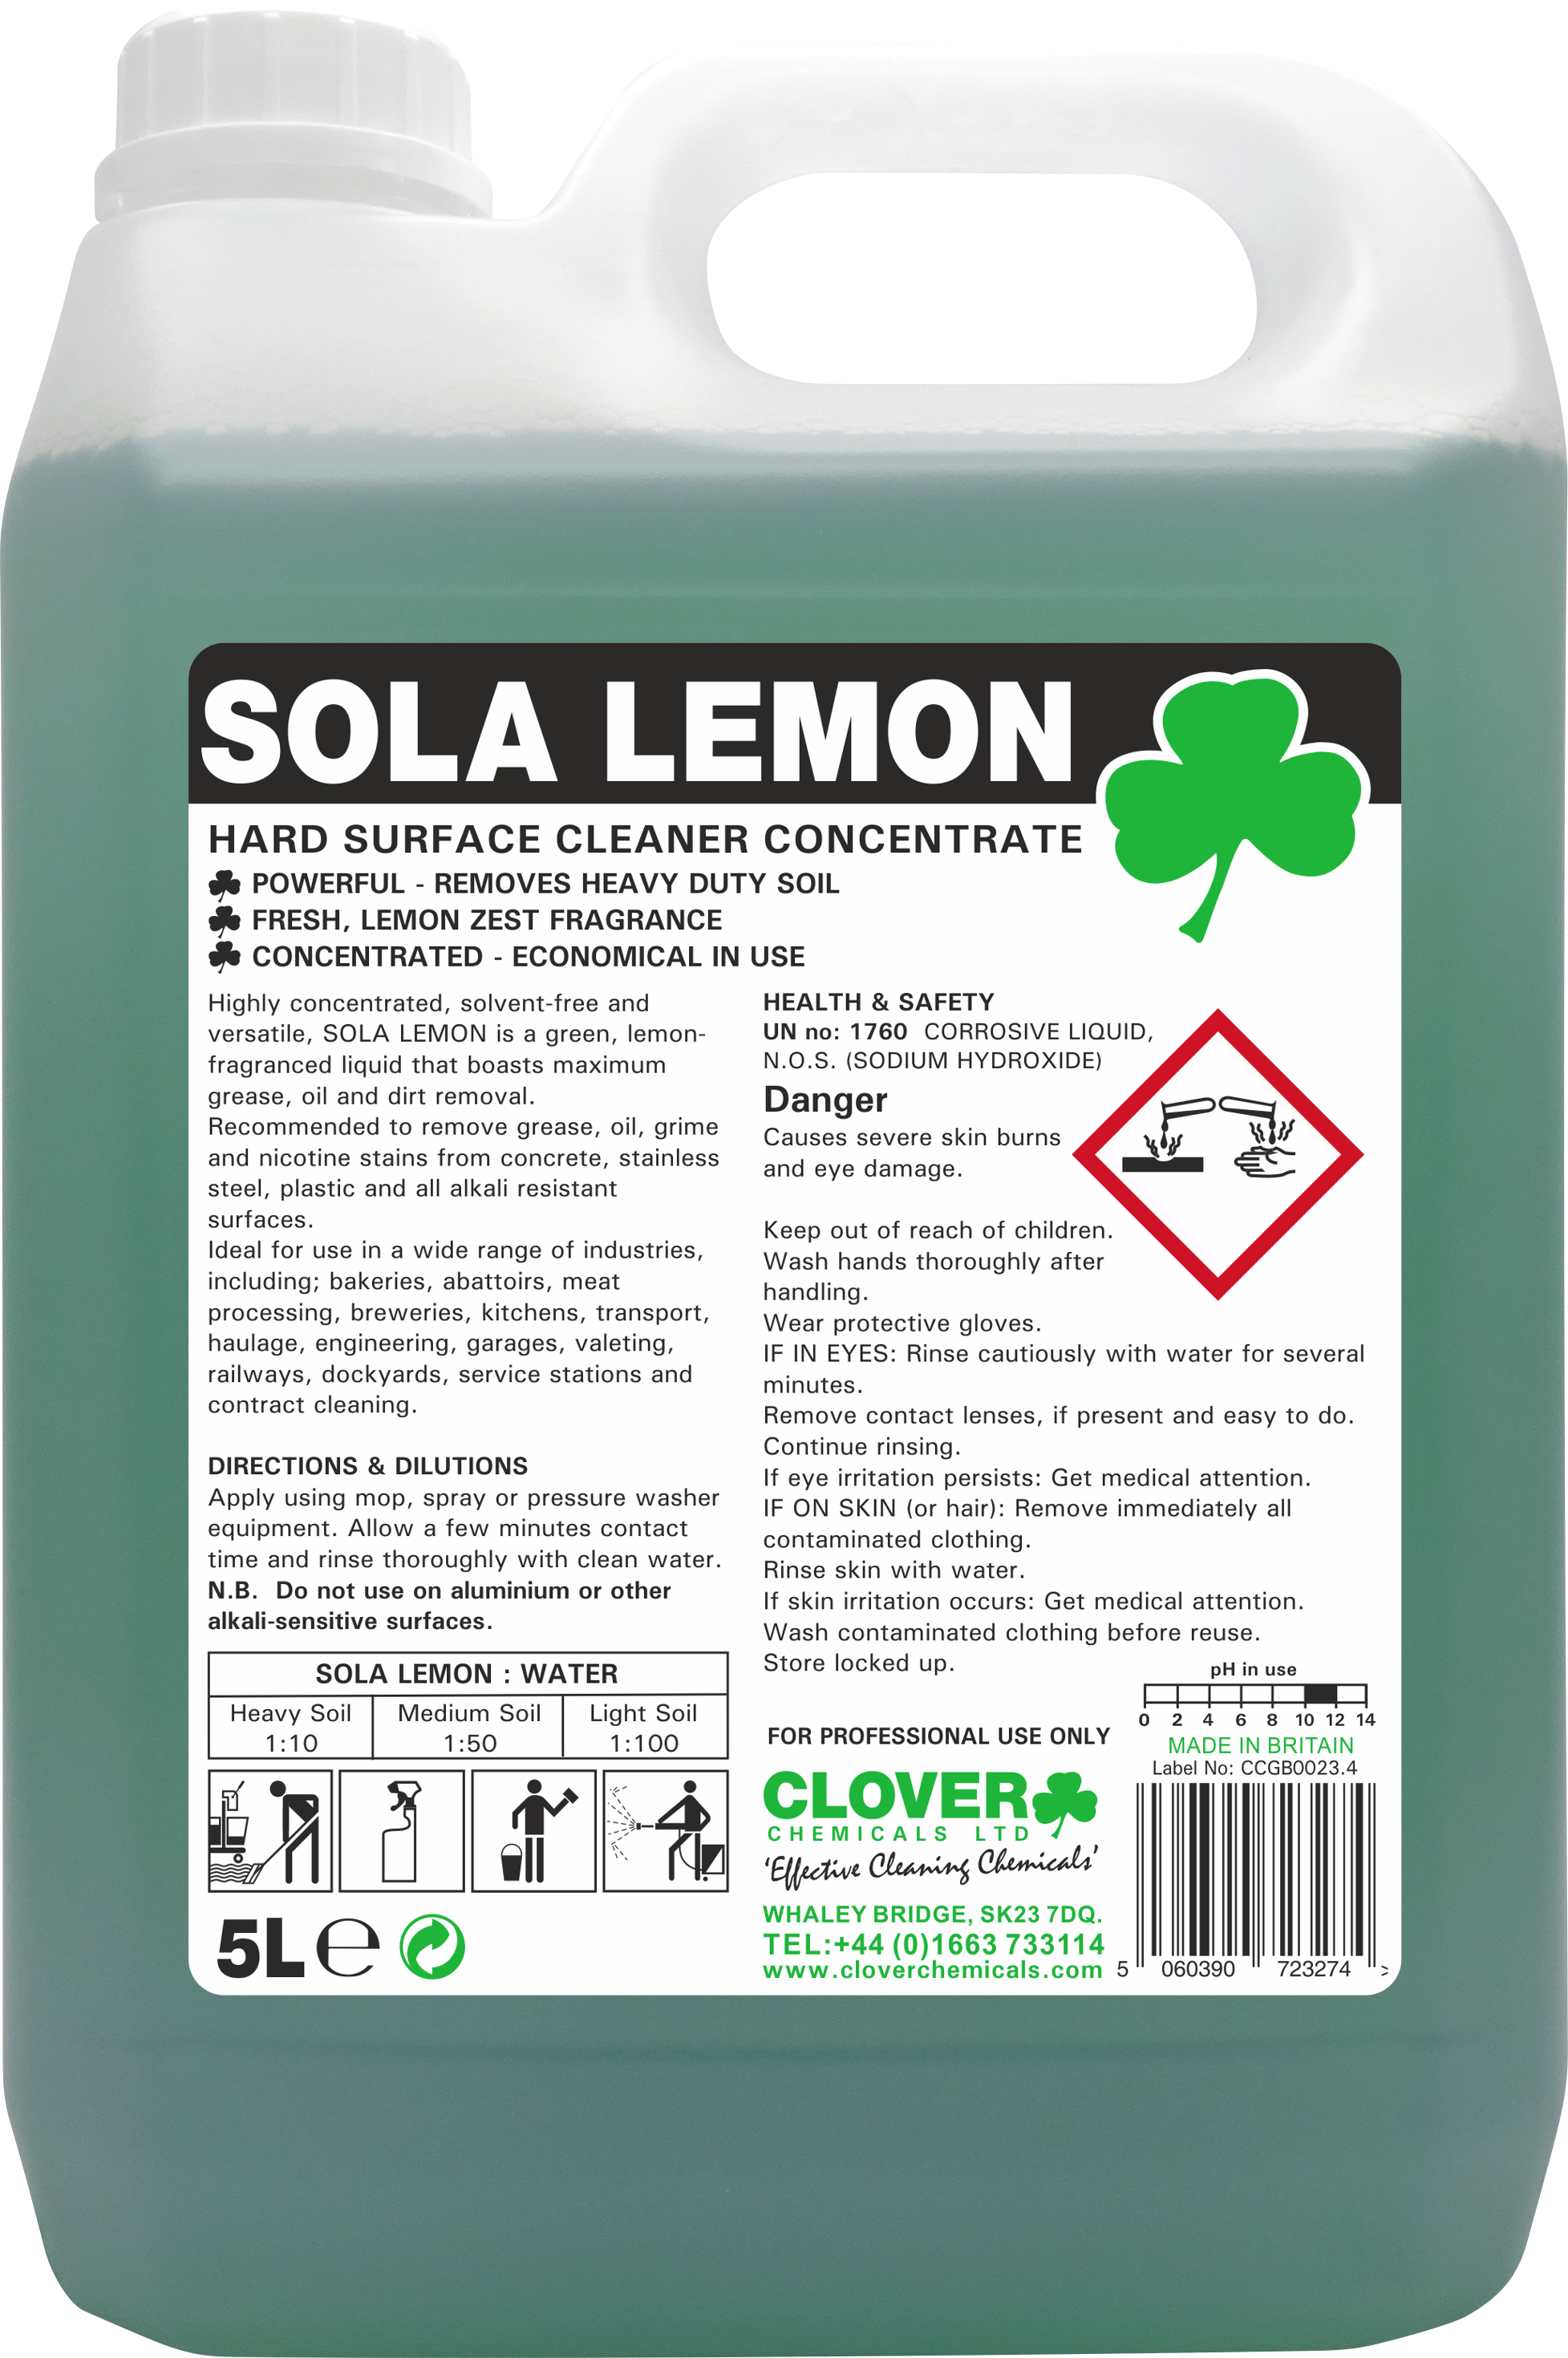 SOLA LEMON
HARD SURFACE CLEANER CONCENTRATE
POWERFUL - REMOVES HEAVY DUTY SOIL
FRESH, LEMON ZEST FRAGRANCE
CONCENTRATED - ECONOMICAL IN USE
Highly concentrated, solvent-free and
versatile, SOLA LEMON is a green, lemon-
fragranced liquid that boasts maximum
grease, oil and dirt removal.
Recommended to remove grease, oil, grime
and nicotine stains from concrete, stainless
steel, plastic and all alkali resistant
surfaces.
Ideal for use in a wide range of industries,
including; bakeries, abattoirs, meat
processing, breweries, kitchens, transport,
haulage, engineering, garages, valeting,
railways, dockyards, service stations and
contract cleaning.
DIRECTIONS & DILUTIONS
Apply using mop, spray or pressure washer
equipment. Allow a few minutes contact
time and rinse thoroughly with clean water.
N.B. Do not use on aluminium or other
alkali-sensitive surfaces.
SOLA LEMON : WATER
Heavy Soil Medium Soil Light Soil
1:10 1:50 1:100
5L e
HEALTH & SAFETY
UN no: 1760 CORROSIVE LIQUID,
N.O.S. (SODIUM HYDROXIDE)
Danger
Causes severe skin burns
and eye damage.
Keep out of reach of children.
Wash hands thoroughly after
handling.
Wear protective gloves.
IF IN EYES: Rinse cautiously with water for several
minutes.
Remove contact lenses, if present and easy to do.
Continue rinsing.
If eye irritation persists: Get medical attention.
IF ON SKIN (or hair): Remove immediately all
contaminated clothing.
Rinse skin with water.
If skin irritation occurs: Get medical attention.
Wash contaminated clothing before reuse.
Store locked up.
pH in use
0 2 4 6 8 10 12 14
FOR PROFESSIONAL USE ONLY
MADE IN BRITAIN
Label No: CCGB0023.4
CLOVER
CHEMICALS LTD
'Effective Cleaning Chemicals'
WHALEY BRIDGE, SK23 7DQ.
TEL:+44 (0)1663 733114
www.cloverchemicals.com
5 060390 723274 >